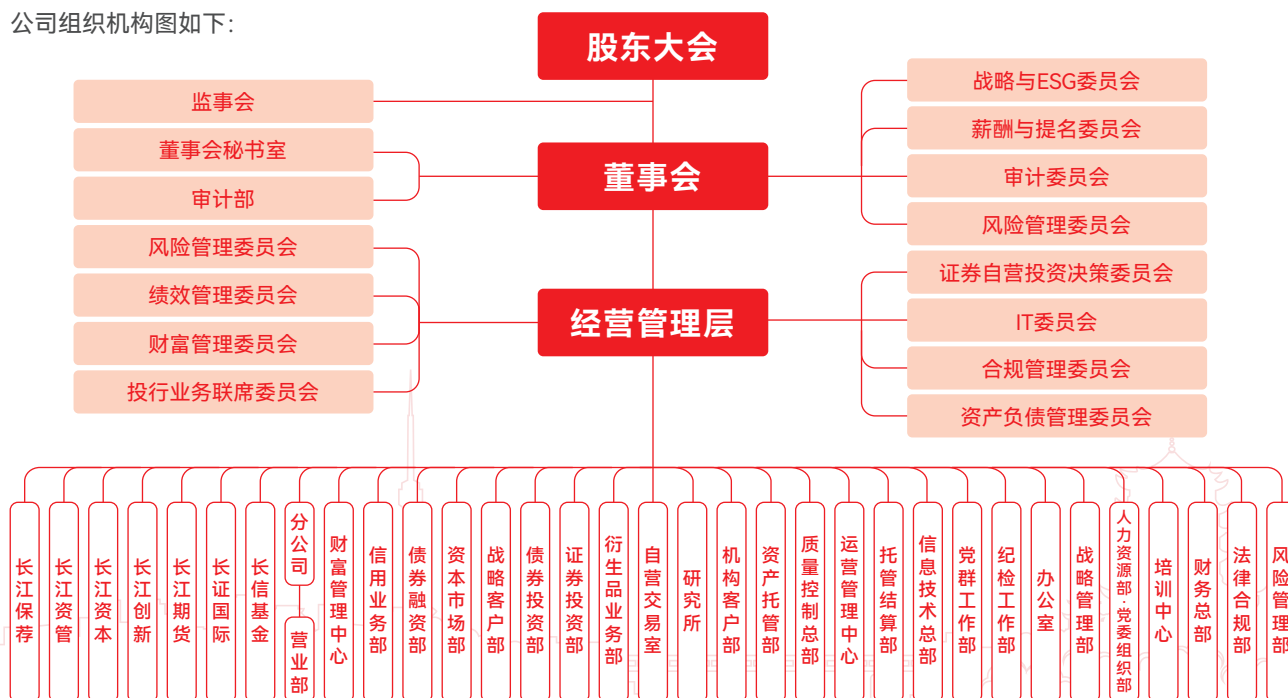 公司组织机构图如下：
股东大会
监事会
董事会秘书室
审计部
董事会
战略与ESG委员会
薪酬与提名委员会
审计委员会
风险管理委员会
风险管理委员会
绩效管理委员会
财富管理委员会
投行业务联席委员会
经营管理层
证券自营投资决策委员会
IT委员会
合规管理委员会
资产负债管理委员会
长江保荐
长江资管
长江资本
长江创新
长江期货
长证国际
长信基金
分公司
营业部
财富管理中心
信用业务部
债券融资部
资本市场部
战略客户部
债券投资部
证券投资部
衍生品业务部
自营交易室
研究所
机构客户部
资产托管部
质量控制总部
运营管理中心
托管结算部
信息技术总部
党群工作部
纪检工作部
办公室
战略管理部
人力资源部·党委组织部
培训中心
财务总部
法律合规部
风险管理部